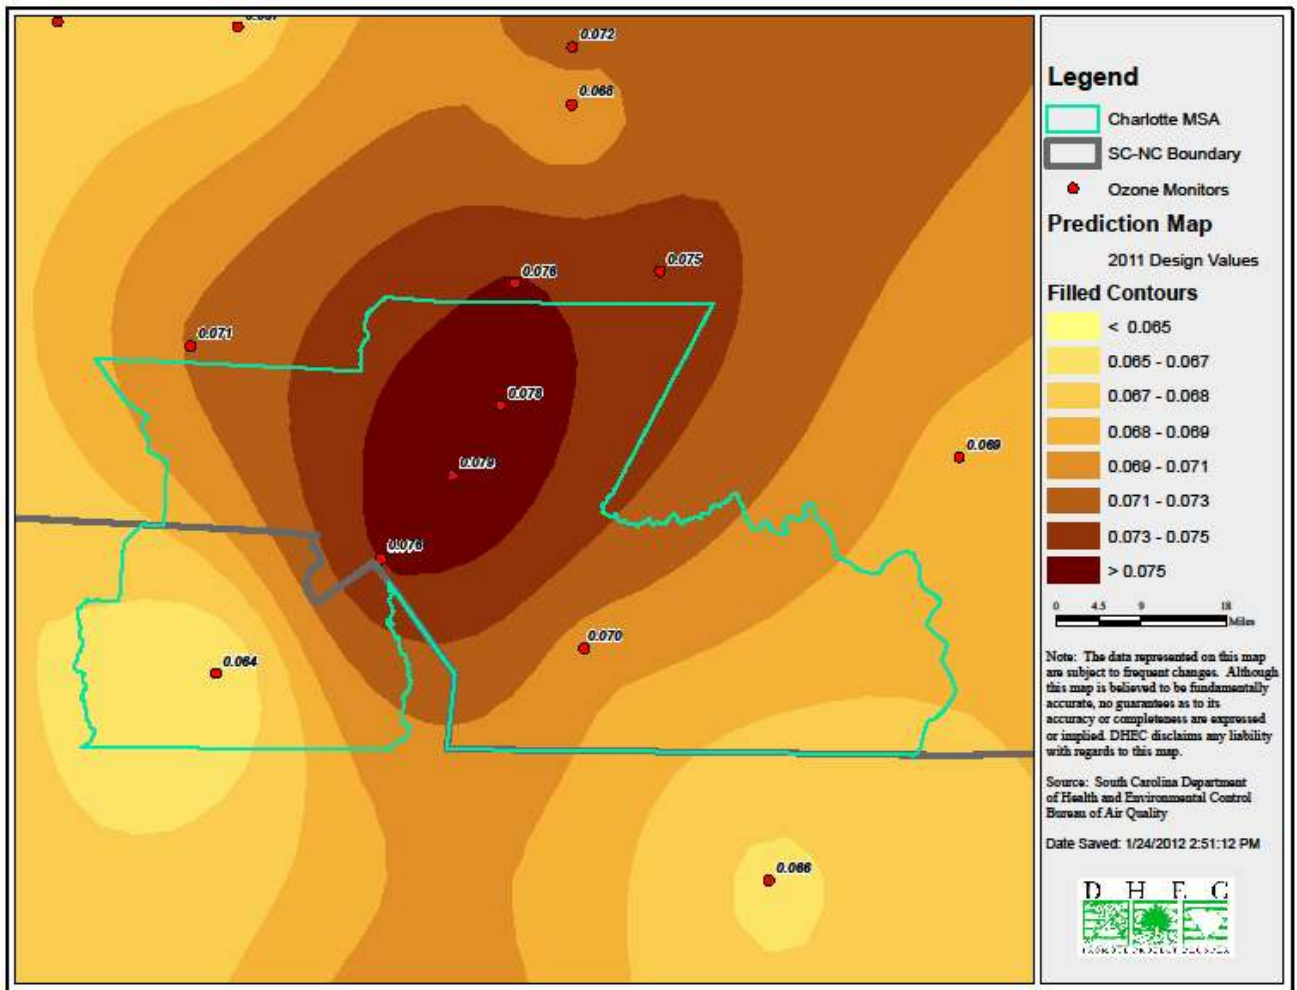 0.072
0.068
0.075
0.076
0.071
0.078
0.069
0.079
0.076
0.070
0.064
0.066
Legend
Charlotte MSA
SC-NC Boundary
Ozone Monitors
Prediction Map
2011 Design Values
Filled Contours
< 0.065
0.065 - 0.067
0.067 - 0.068
0.068 - 0.069
0.069 - 0.071
0.071 - 0.073
0.073 - 0.075
> 0.075
0 4.5 9 18
Miles
Note: The data represented on this map
are subject to frequent changes. Although
this map is believed to be fundamentally
accurate, no guarantees as to its
accuracy or completeness are expressed
or implied. DHEC disclaims any liability
with regards to this map.
Source: South Carolina Department
of Health and Environmental Control
Bureau of Air Quality
Date Saved: 1/24/2012 2:51:12 PM
D H E C